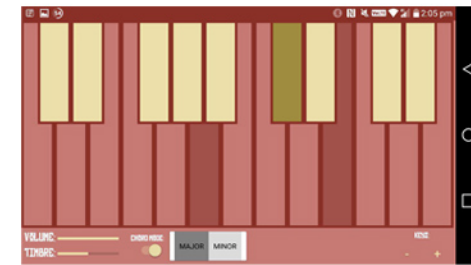 2:05 pm
VOLUME:
TIMBRE:
CHORD MODE
MAJOR MINOR
- +